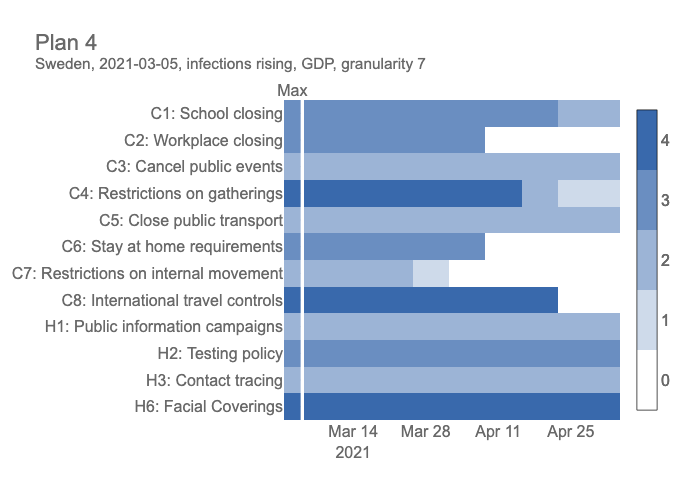 Plan 4
Sweden, 2021-03-05, infections rising, GDP, granularity 7
Max
C1: School closing
C2: Workplace closing
C3: Cancel public events
C4: Restrictions on gatherings
C5: Close public transport
C6: Stay at home requirements
C7: Restrictions on internal movement
C8: International travel controls
H1: Public information campaigns
H2: Testing policy
H3: Contact tracing
H6: Facial Coverings
4
3
2
1
0
Mar 14 Mar 28 Apr 11 Apr 25
2021